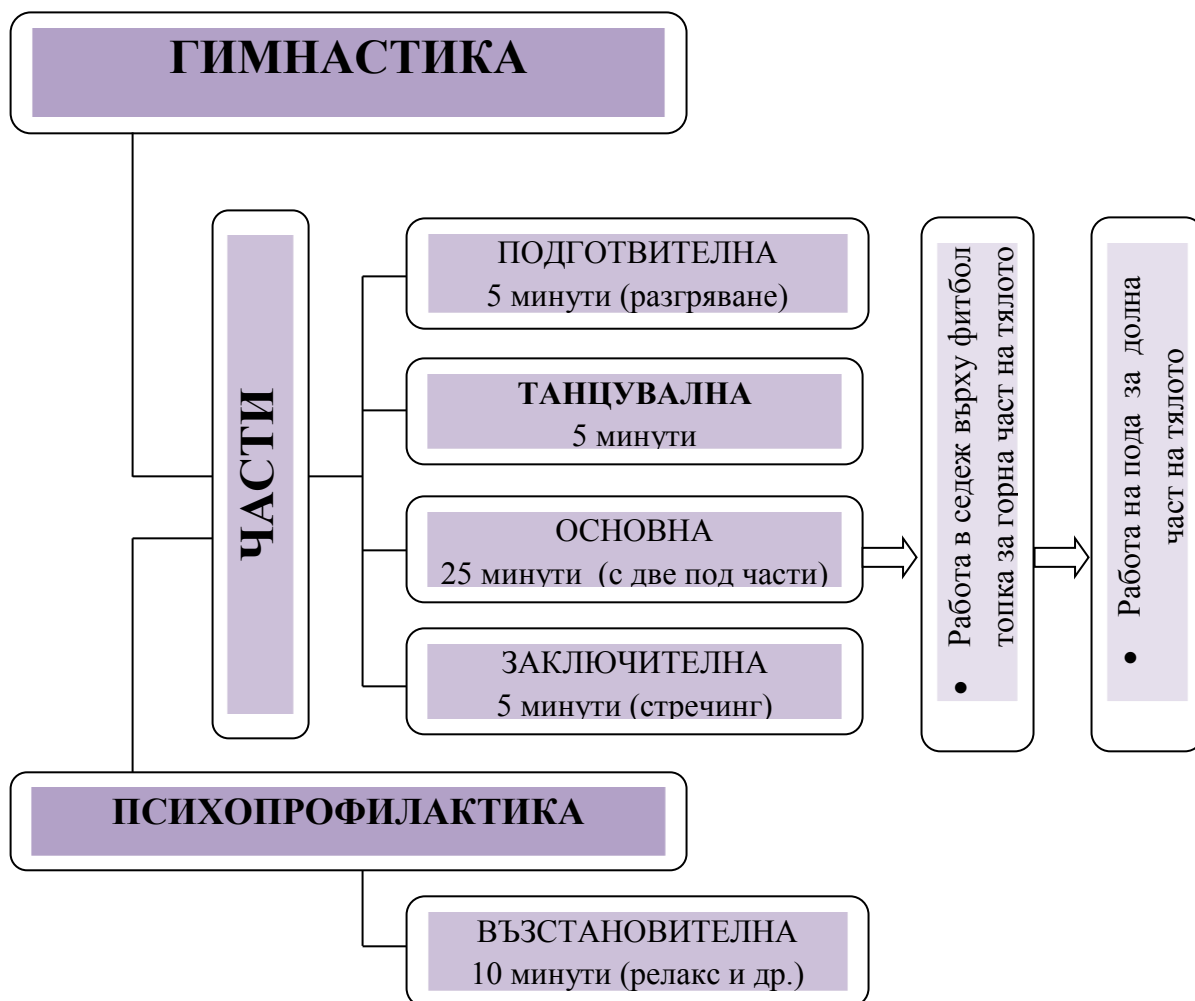 ГИМНАСТИКА
ЧАСТИ
ПОДГОТВИТЕЛНА
5 минути (разгряване)
ТАНЦУВАЛНА
5 минути
ОСНОВНА
25 минути (с две под части)
ЗАКЛЮЧИТЕЛНА
5 минути (стречинг)
• Работа в седеж върху фитбол
топка за горна част на тялото
• Работа на пода за долна
част на тялото
ПСИХОПРОФИЛАКТИКА
ВЪЗСТАНОВИТЕЛНА
10 минути (релакс и др.)